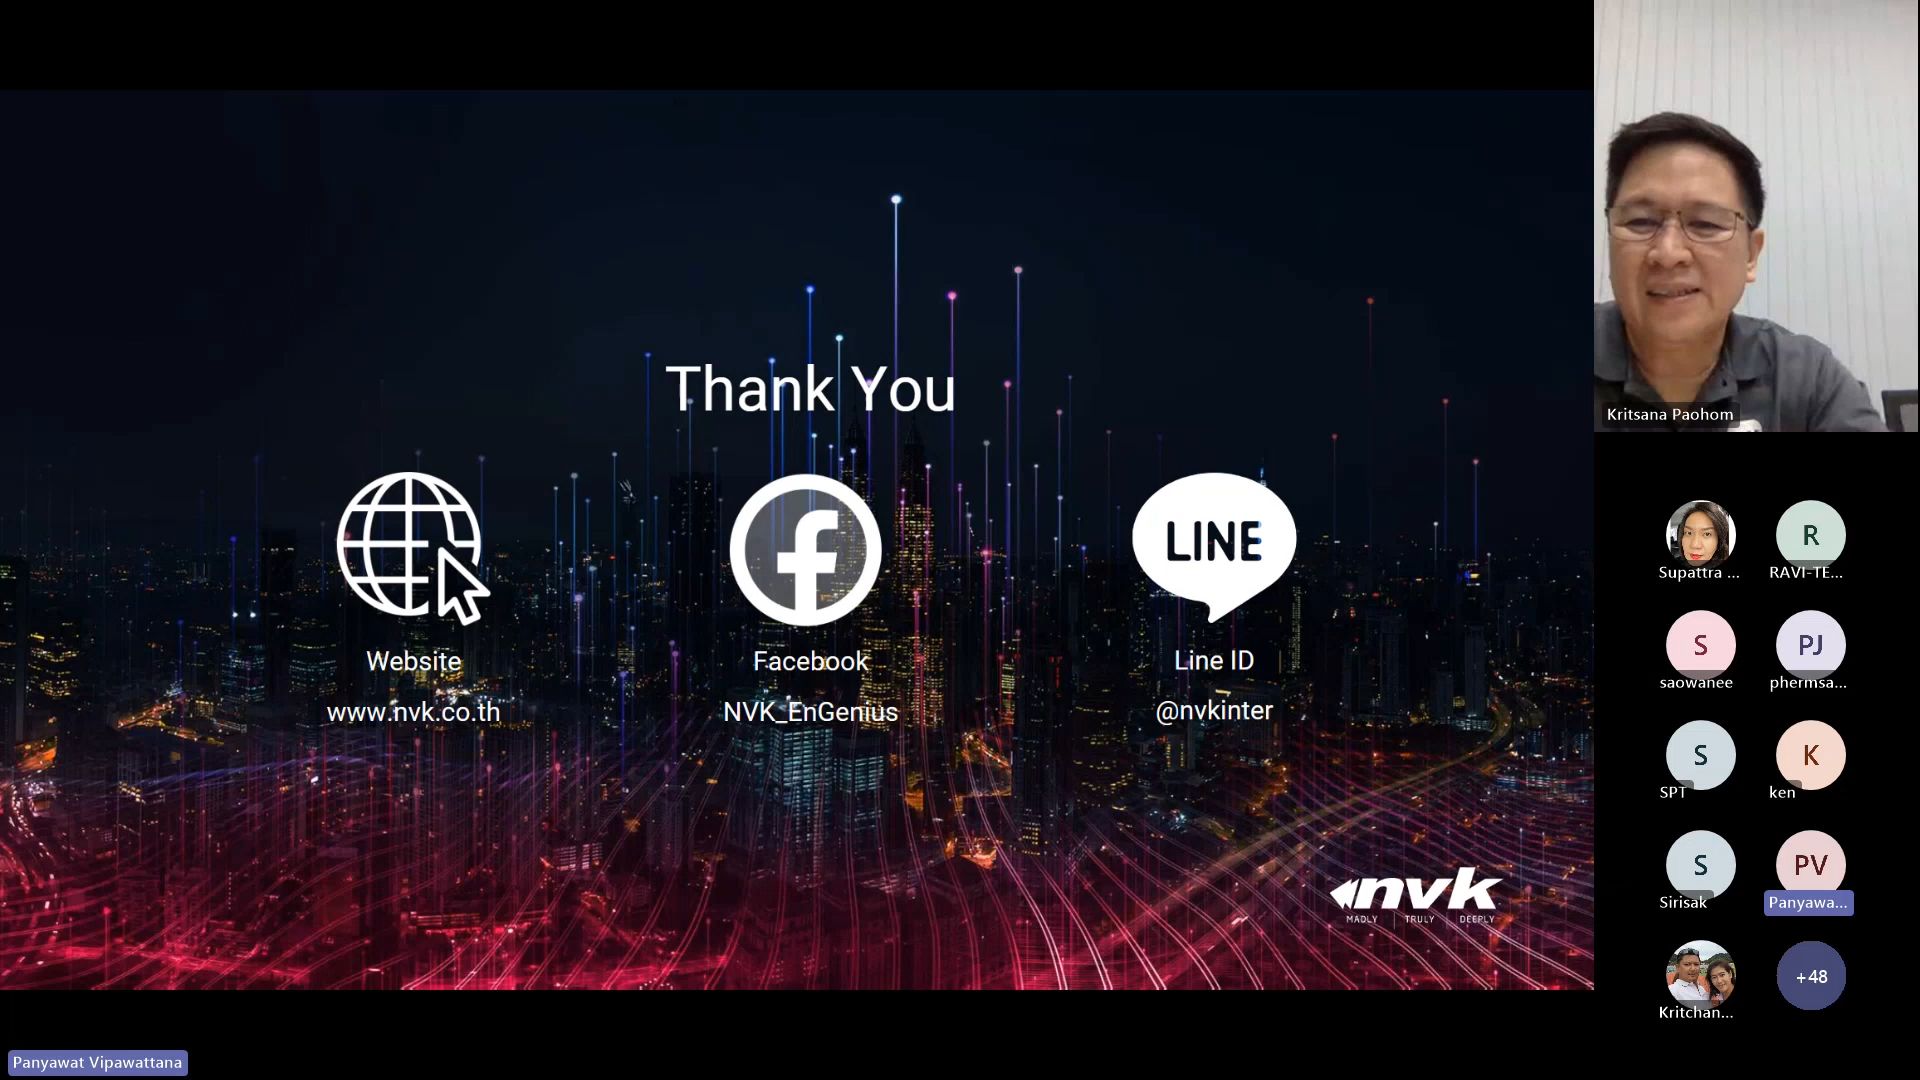 Thank You
LINE
Website
Facebook
Line ID
www.nvk.co.th
NVK_EnGenius
@nvkinter
nvk
MADLY | TRULY | DEEPLY
Panyawat Vipawattana
Kritsana Paohom
Supattra ...
R
RAVI-TE...
S
saowanee
PJ
phermsa...
S
SPT
K
ken
S
Sirisak
PV
Panyawa...
Kritchan...
+48